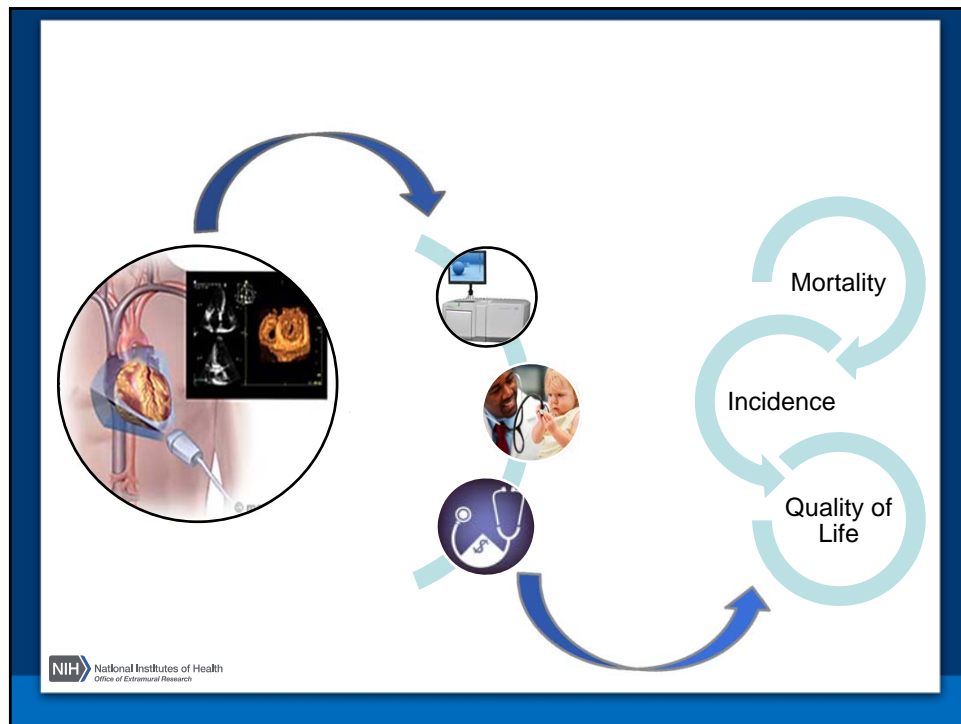 Mortality
Incidence
Quality of
Life
NIH
National Institutes of Health
Office of Extramural Research